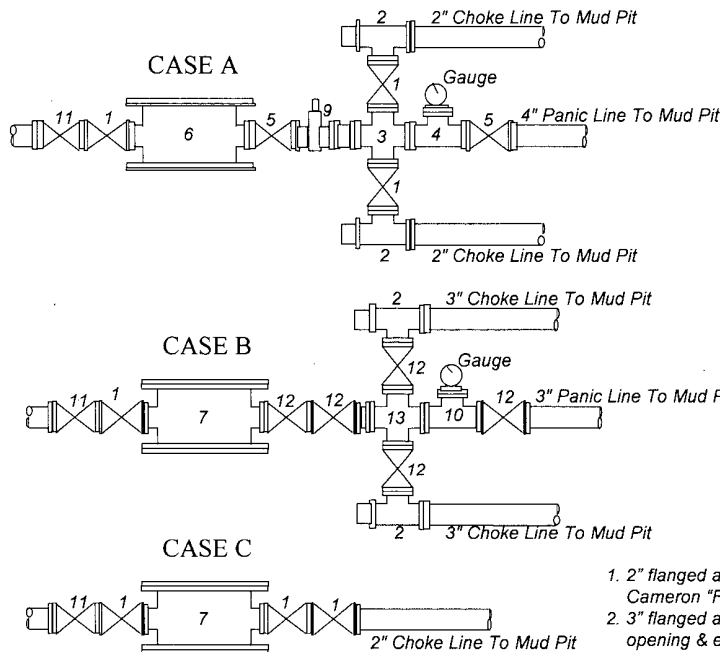 CASE A
2
2" Choke Line To Mud Pit
Gauge
1
9
4" Panic Line To Mud Pit
11
1
6
5
3
4
5
1
2
2" Choke Line To Mud Pit
CASE B
2
3" Choke Line To Mud Pit
Gauge
12
3" Panic Line To Mud
11
1
7
12
12
13
10
12
12
2
3" Choke Line To Mud Pit
CASE C
11
1
7
1
1
2" Choke Line To Mud Pit
1. 2" flanged
Cameron
2. 3" flanged
opening &